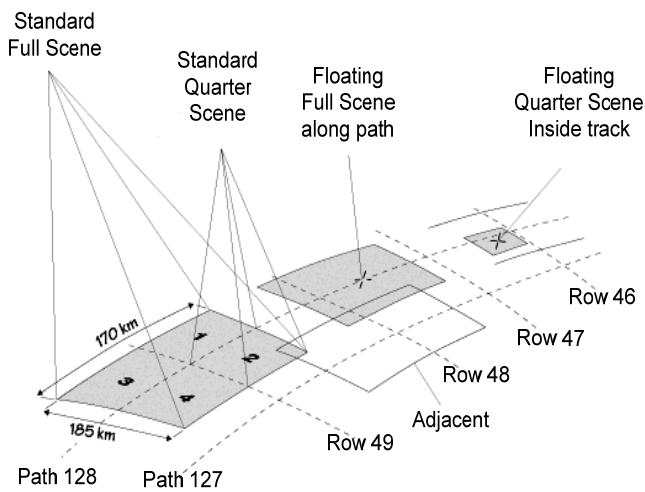 Standard
Full Scene
Standard
Quarter
Scene
Floating
Full Scene
along path
Floating
Quarter Scene
Inside track
170 km
1
2
3
4
185 km
Row 46
Row 47
Row 48
Adjacent
Row 49
Path 128
Path 127